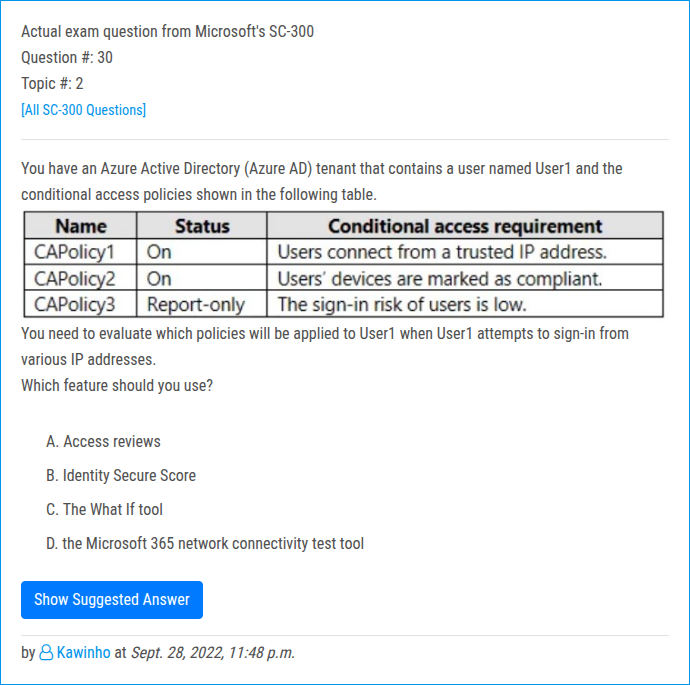 Actual exam question from Microsoft's SC-300
Question #: 30
Topic #: 2
[All SC-300 Questions]
You have an Azure Active Directory (Azure AD) tenant that contains a user named User1 and the
conditional access policies shown in the following table.
Name Status Conditional access requirement
CAPolicy1 On Users connect from a trusted IP address.
CAPolicy2 On Users' devices are marked as compliant.
CAPolicy3 Report-only The sign-in risk of users is low.
You need to evaluate which policies will be applied to User1 when User1 attempts to sign-in from
various IP addresses.
Which feature should you use?
A. Access reviews
B. Identity Secure Score
C. The What If tool
D. the Microsoft 365 network connectivity test tool
Show Suggested Answer
by Kawinho at Sept. 28, 2022, 11:48 p.m.